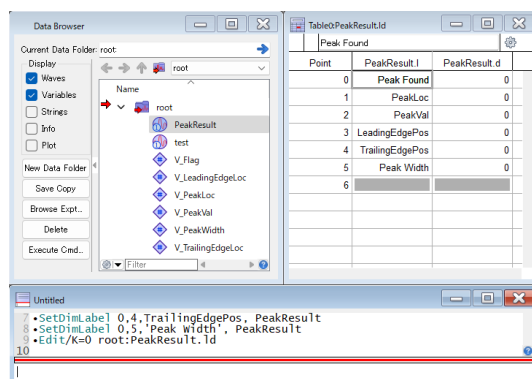 Data Browser
Current Data Folder: root:
Display
Waves
Variables
Strings
Info
Plot
New Data Folder
Save Copy
Browse Expt...
Delete
Execute Cmd...
root
Name
root
PeakResult
test
V_Flag
V_LeadingEdgeLoc
V_PeakLoc
V_PeakVal
V_PeakWidth
V_TrailingEdgeLoc
Filter
Table0:PeakResult.ld
Peak Found
Point PeakResult.l PeakResult.d
0 Peak Found 0
1 PeakLoc 0
2 PeakVal 0
3 LeadingEdgePos 0
4 TrailingEdgePos 0
5 Peak Width 0
6
Untitled
7 •SetDimLabel 0,4,TrailingEdgePos, PeakResult
8 •SetDimLabel 0,5,'Peak Width', PeakResult
9 •Edit/K=0 root:PeakResult.ld
10